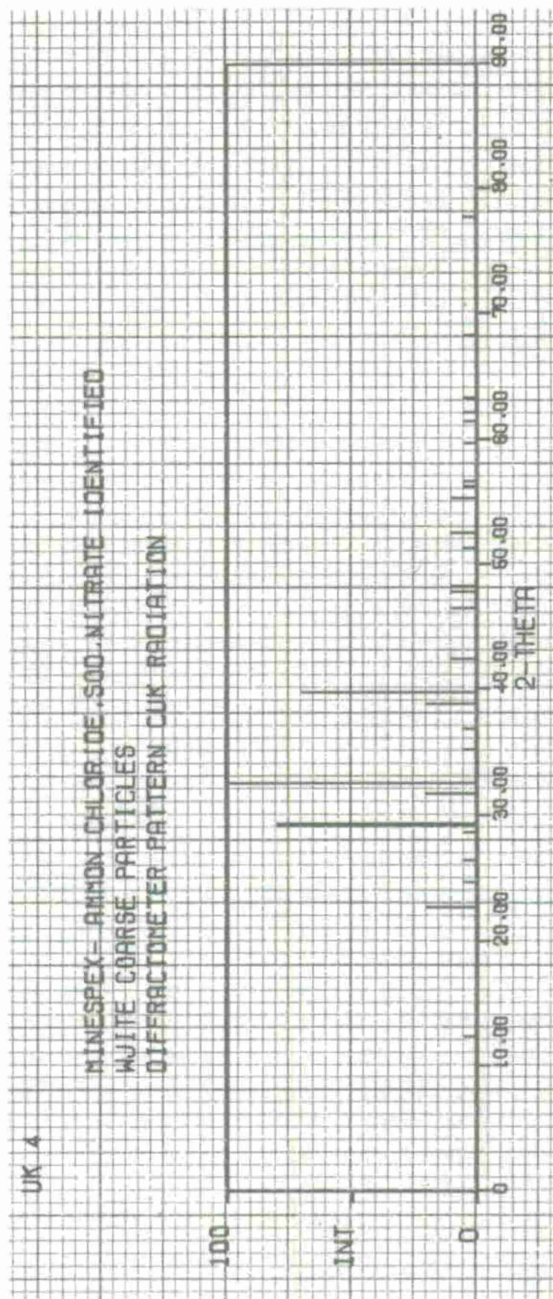 UK 4
MINESPEX- AMMON CHLORIDE,SOD.NITRATE IDENTIFIED
WJITE COARSE PARTICLES
DIFFRACTOMETER PATTERN CUK RADIATION
100
INT
0
0 10.00 20.00 30.00 40.00 50.00 60.00 70.00 80.00 90.00
2-THETA